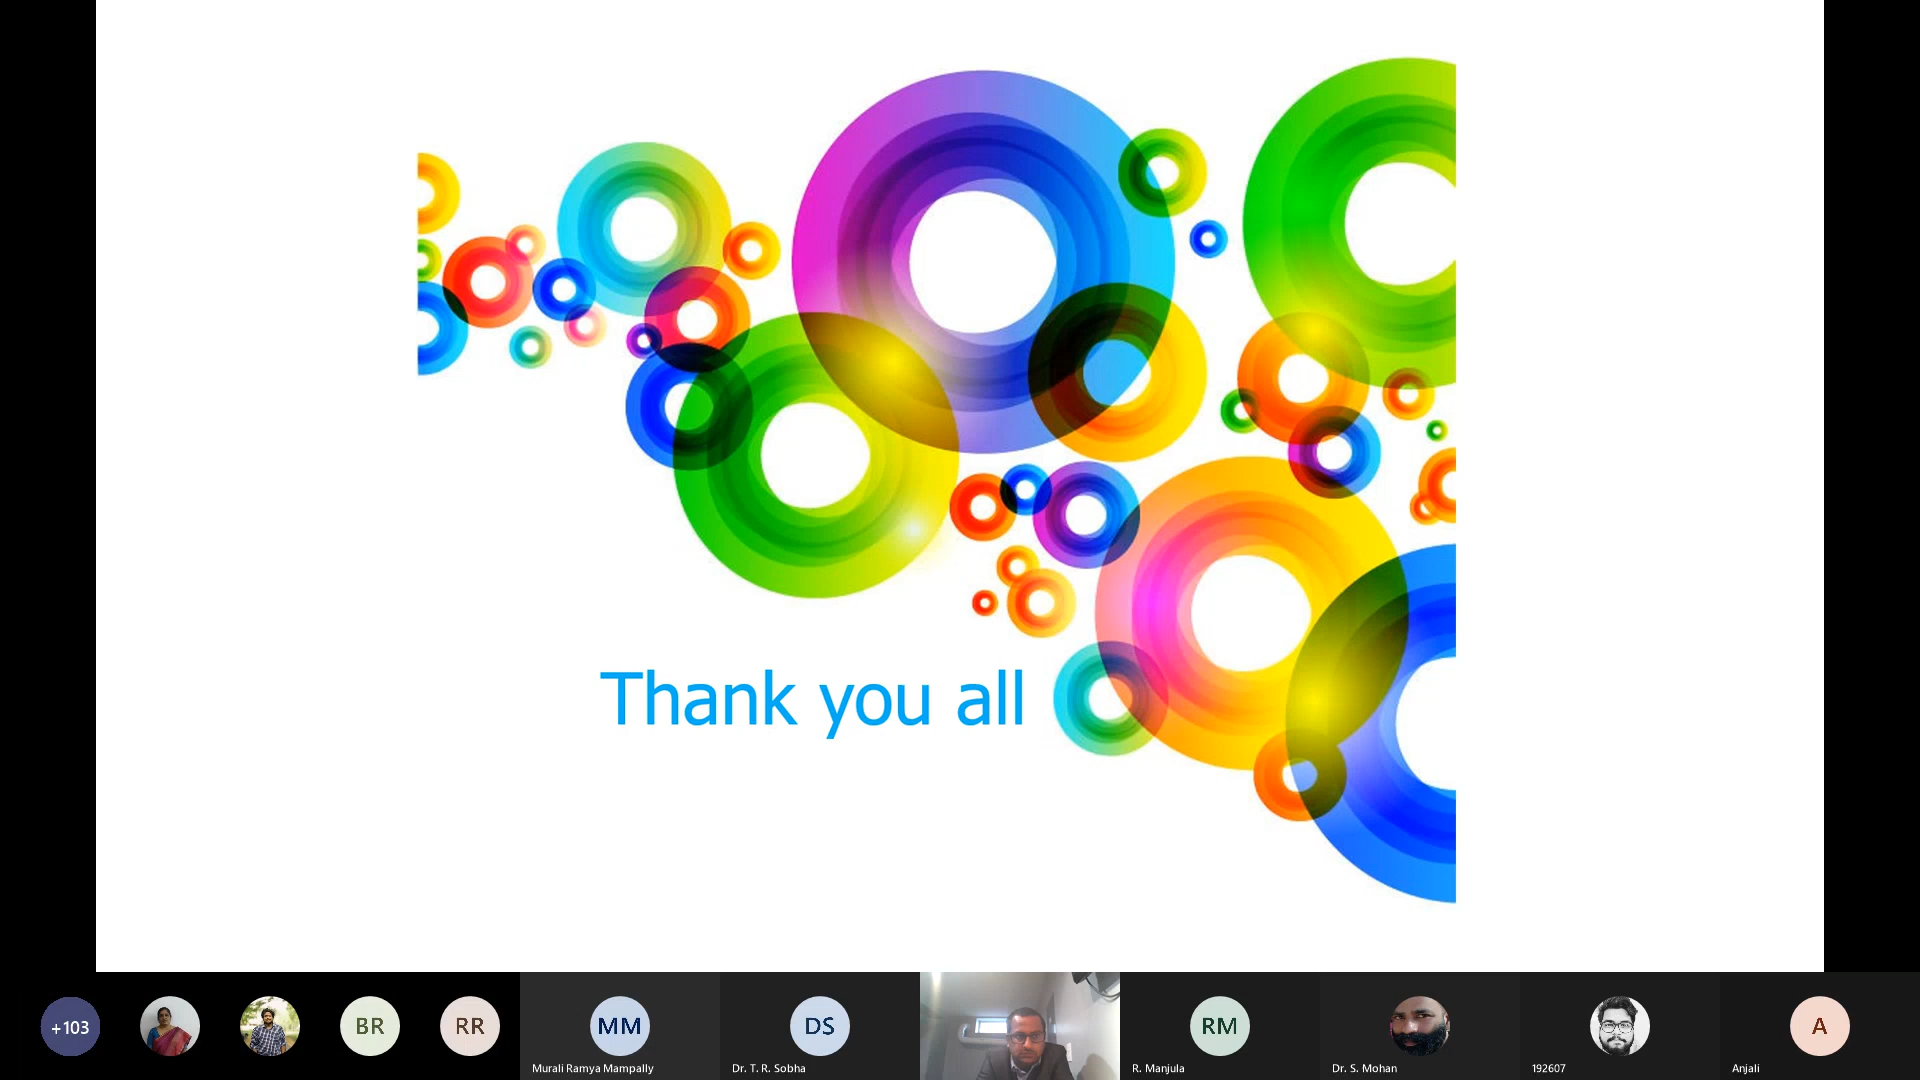 Thank you all
+103
BR
RR
MM
DS
RM
A
Murali Ramya Mampally
Dr. T. R. Sobha
R. Manjula
Dr. S. Mohan
192607
Anjali